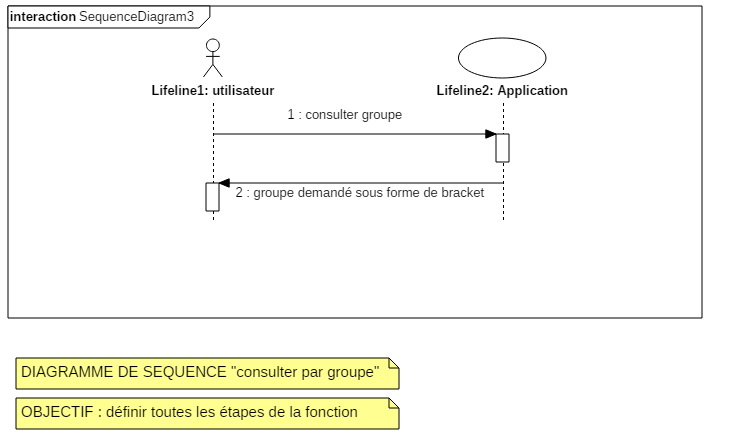 interaction SequenceDiagram3
Lifeline1: utilisateur
Lifeline2: Application
1 : consulter groupe
2 : groupe demandé sous forme de bracket
DIAGRAMME DE SEQUENCE "consulter par groupe"
OBJECTIF : définir toutes les étapes de la fonction